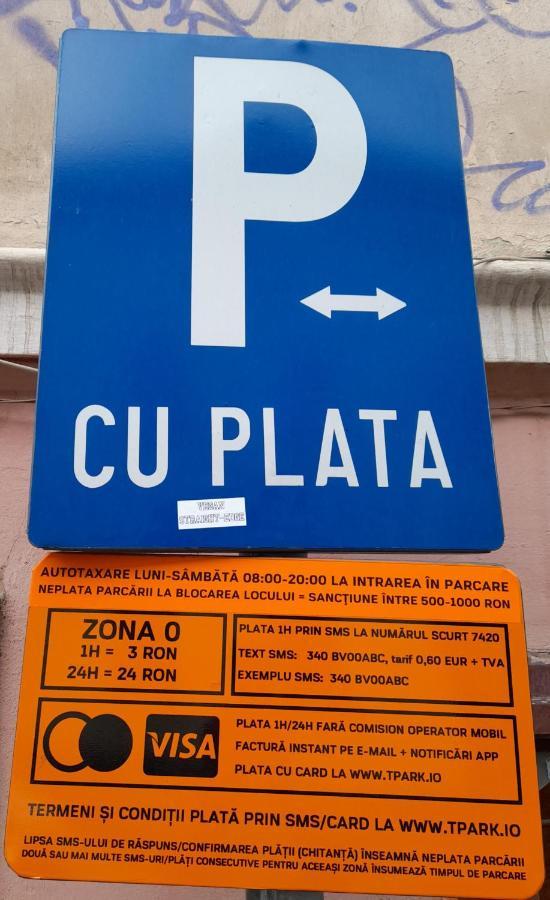 P
CU PLATA
VEGAN
STRAIGHT-EDGE
AUTOTAXARE LUNI-SÂMBĂTĂ 08:00-20:00 LA INTRAREA ÎN PARCARE
NEPLATA PARCĂRII LA BLOCAREA LOCULUI = SANCŢIUNE ÎNTRE 500-1000 RON
ZONA 0
1H = 3 RON
24H = 24 RON
PLATA 1H PRIN SMS LA NUMĂRUL SCURT 7420
TEXT SMS: 340 BV00ABC, tarif 0,60 EUR + TVA
EXEMPLU SMS: 340 BV00ABC
VISA
PLATA 1H/24H FARĂ COMISION OPERATOR MOBIL
FACTURĂ INSTANT PE E-MAIL + NOTIFICĂRI APP
PLATA CU CARD LA WWW.TPARK.IO
TERMENI ȘI CONDIȚII PLATĂ PRIN SMS/CARD LA WWW.TPARK.IO
LIPSA SMS-ULUI DE RĂSPUNS/CONFIRMAREA PLĂȚII (CHITANȚĂ) ÎNSEAMNĂ NEPLATA PARCĂRII
DOUĂ SAU MAI MULTE SMS-URI/PLĂȚI CONSECUTIVE PENTRU ACEEAȘI ZONĂ ÎNSUMEAZĂ TIMPUL DE PARCARE